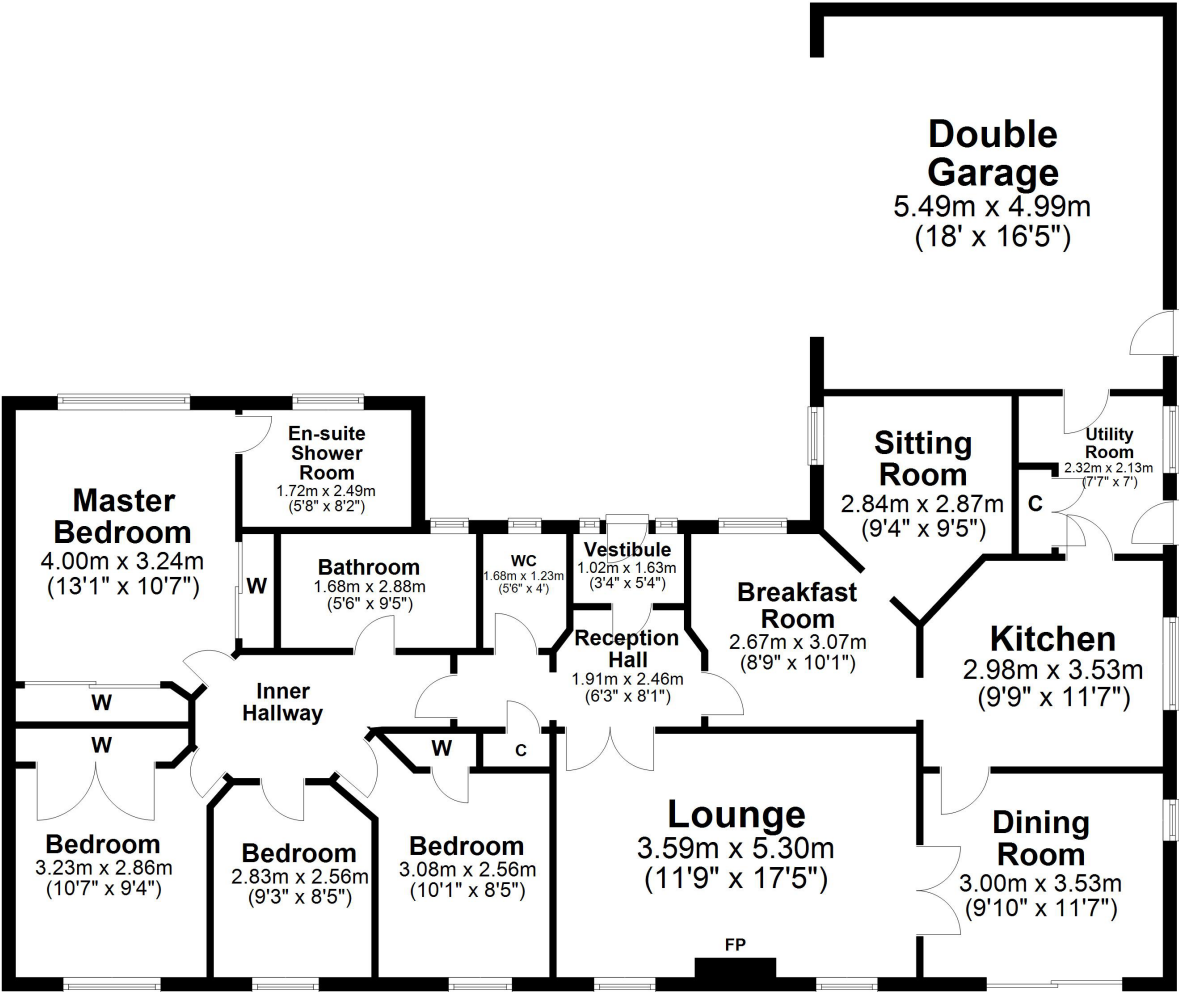 Double
Garage
5.49m x 4.99m
(18' x 16'5")
En-suite
Shower
Room
1.72m x 2.49m
(5'8" x 8'2")
Sitting
Room
2.84m x 2.87m
(9'4" x 9'5")
Utility
Room
2.32m x 2.13m
(7'7" x 7')
C
Master
Bedroom
4.00m x 3.24m
(13'1" x 10'7")
W
Bathroom
1.68m x 2.88m
(5'6" x 9'5")
WC
1.68m x 1.23m
(5'6" x 4')
Vestibule
1.02m x 1.63m
(3'4" x 5'4")
Breakfast
Room
2.67m x 3.07m
(8'9" x 10'1")
Reception
Hall
1.91m x 2.46m
(6'3" x 8'1")
Kitchen
2.98m x 3.53m
(9'9" x 11'7")
Inner
Hallway
W
W
W
C
Bedroom
3.23m x 2.86m
(10'7" x 9'4")
Bedroom
2.83m x 2.56m
(9'3" x 8'5")
Bedroom
3.08m x 2.56m
(10'1" x 8'5")
Lounge
3.59m x 5.30m
(11'9" x 17'5")
FP
Dining
Room
3.00m x 3.53m
(9'10" x 11'7")